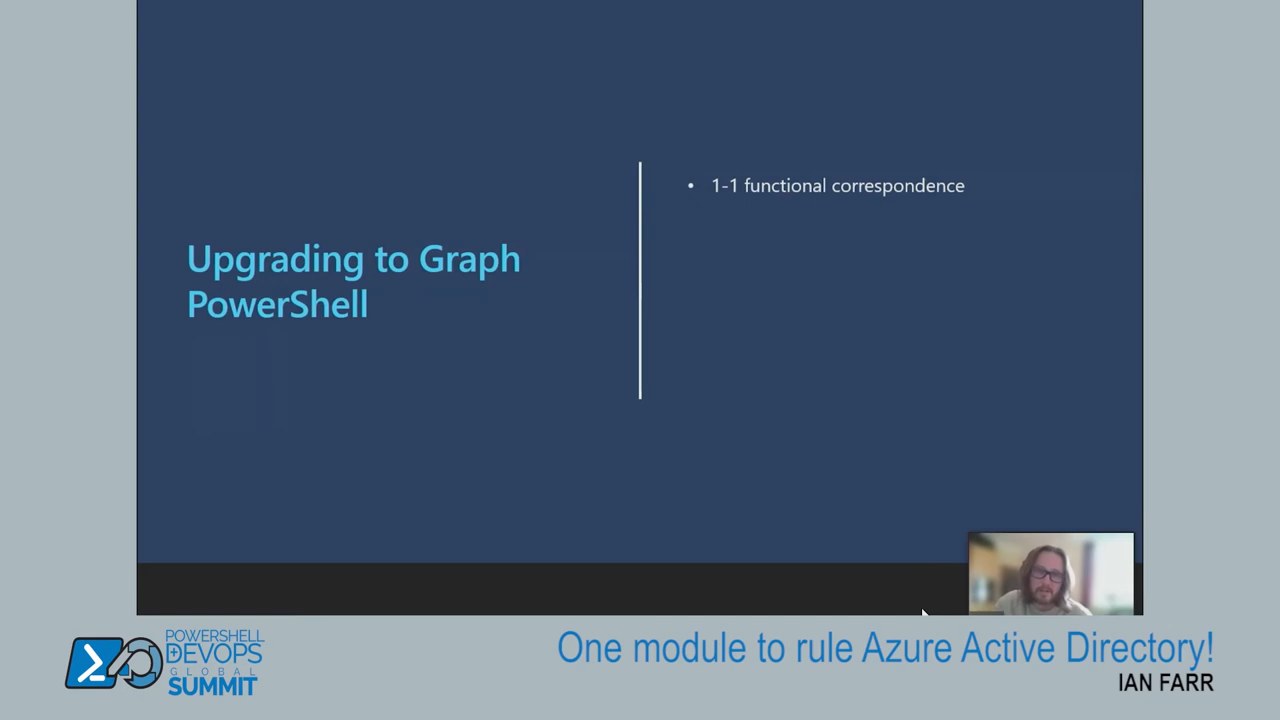 • 1-1 functional correspondence
Upgrading to Graph
PowerShell
POWERSHELL
DEVOPS
GLOBAL
SUMMIT
One module to rule Azure Active Directory!
IAN FARR